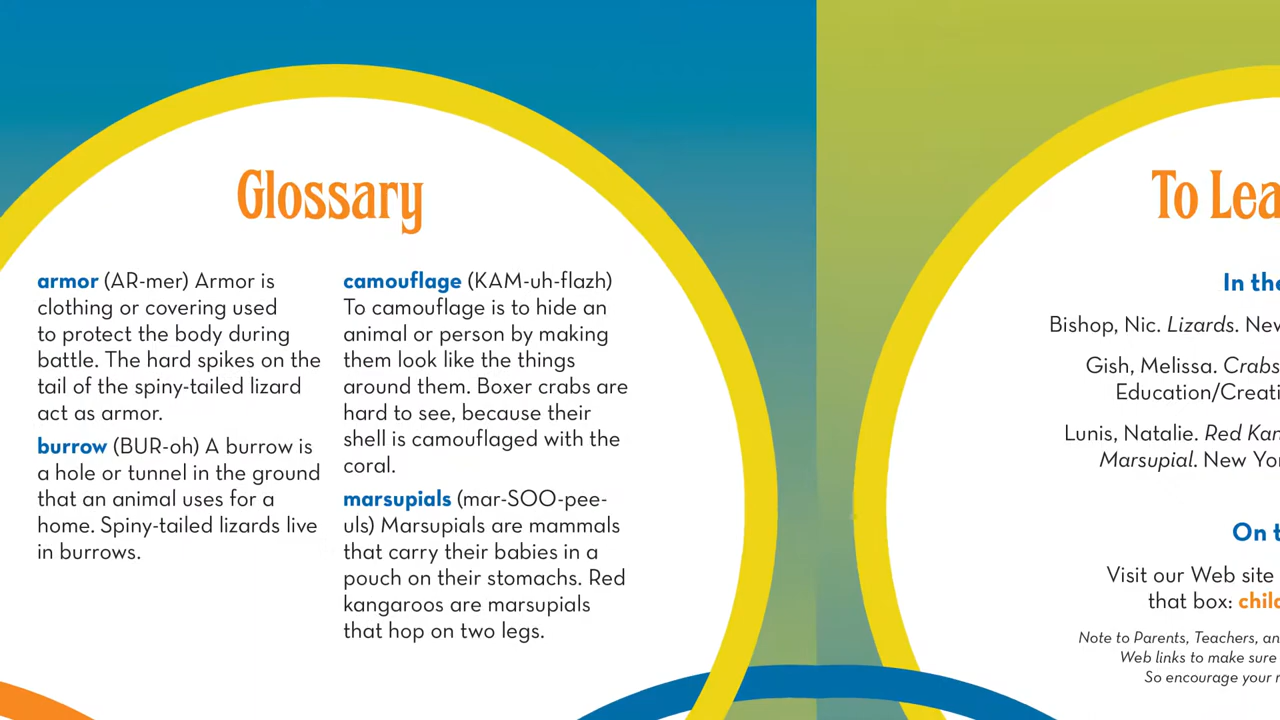 Glossary
armor (AR-mer) Armor is
clothing or covering used
to protect the body during
battle. The hard spikes on the
tail of the spiny-tailed lizard
act as armor.
burrow (BUR-oh) A burrow is
a hole or tunnel in the ground
that an animal uses for a
home. Spiny-tailed lizards live
in burrows.
camouflage (KAM-uh-flazh)
To camouflage is to hide an
animal or person by making
them look like the things
around them. Boxer crabs are
hard to see, because their
shell is camouflaged with the
coral.
marsupials (mar-SOO-pee-
uls) Marsupials are mammals
that carry their babies in a
pouch on their stomachs. Red
kangaroos are marsupials
that hop on two legs.
To Lea
In the
Bishop, Nic. Lizards. New
Gish, Melissa. Crabs
Education/Creati
Lunis, Natalie. Red Kan
Marsupial. New Yor
On t
Visit our Web site
that box: chil
Note to Parents, Teachers, an
Web links to make sure
So encourage your r